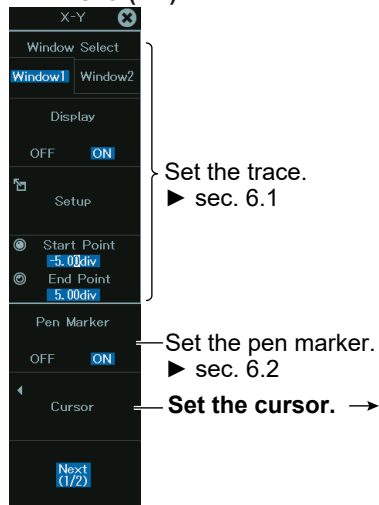 X-Y
Window Select
Window1 Window2
Display
OFF ON
Setup
Start Point
-5.00div
End Point
5.00div
Set the trace.
► sec. 6.1
Pen Marker
OFF ON
Set the pen marker.
► sec. 6.2
Cursor
Set the cursor. →
Next
(1/2)